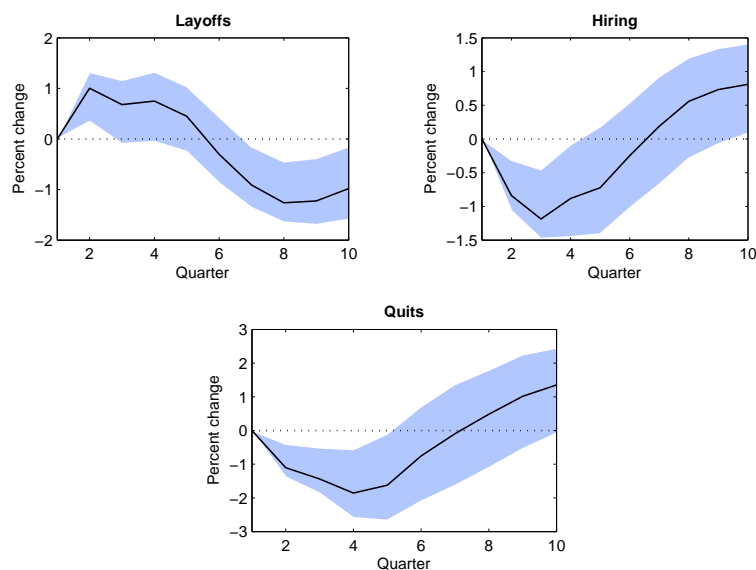 Layoffs
Percent change
2
1
0
−1
−2
2 4 6 8 10
Quarter
Hiring
Percent change
1.5
1
0.5
0
−0.5
−1
−1.5
2 4 6 8 10
Quarter
Quits
Percent change
3
2
1
0
−1
−2
−3
2 4 6 8 10
Quarter